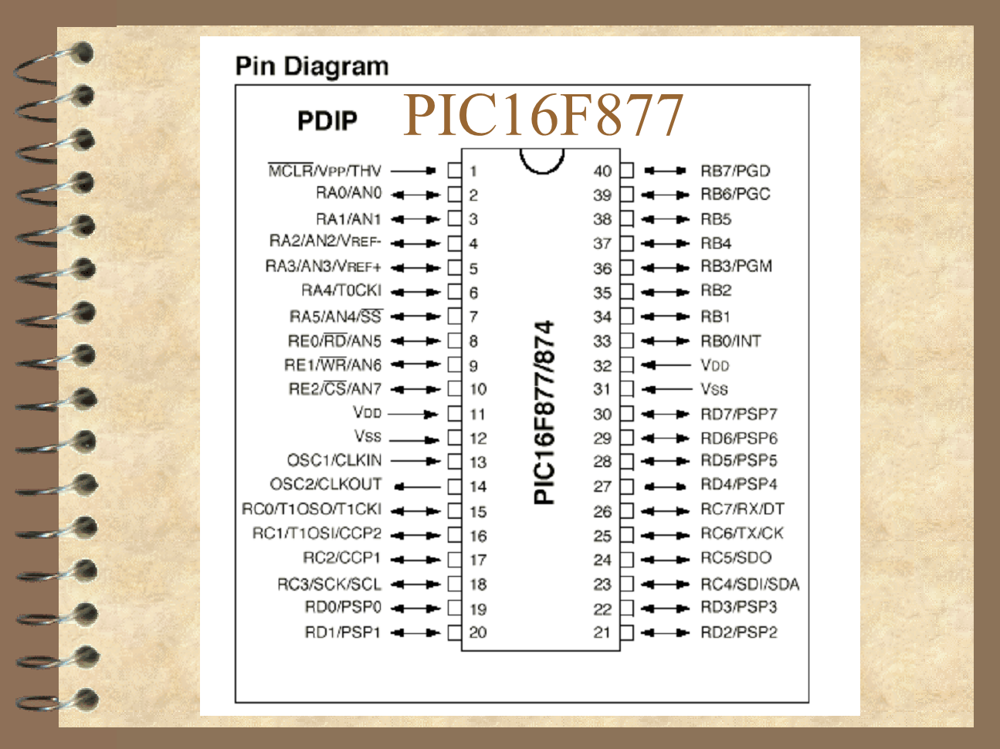 Pin Diagram
PDIP PIC16F877
MCLR/VPP/THV 1 40 RB7/PGD
RA0/AN0 2 39 RB6/PGC
RA1/AN1 3 38 RB5
RA2/AN2/VREF- 4 37 RB4
RA3/AN3/VREF+ 5 36 RB3/PGM
RA4/T0CKI 6 35 RB2
RA5/AN4/SS 7 34 RB1
RE0/RD/AN5 8 33 RB0/INT
RE1/WR/AN6 9 32 VDD
RE2/CS/AN7 10 31 VSS
VDD 11 30 RD7/PSP7
VSS 12 29 RD6/PSP6
OSC1/CLKIN 13 28 RD5/PSP5
OSC2/CLKOUT 14 27 RD4/PSP4
RC0/T1OSO/T1CKI 15 26 RC7/RX/DT
RC1/T1OSI/CCP2 16 25 RC6/TX/CK
RC2/CCP1 17 24 RC5/SDO
RC3/SCK/SCL 18 23 RC4/SDI/SDA
RD0/PSP0 19 22 RD3/PSP3
RD1/PSP1 20 21 RD2/PSP2
PIC16F877/874